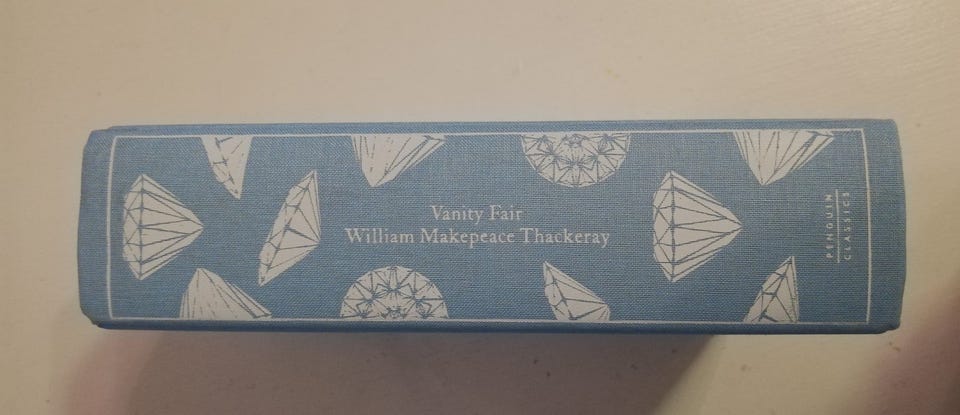 Vanity Fair
William Makepeace Thackeray
PENGUIN
CLASSICS